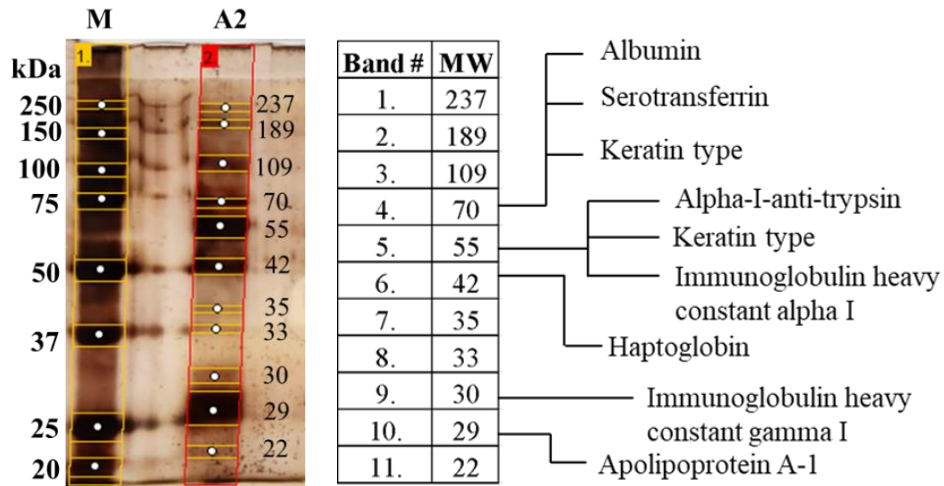 M A2
kDa
1. 2.
250
150
100
75
50
37
25
20
237
189
109
70
55
42
35
33
30
29
22
Band # MW
1. 237
2. 189
3. 109
4. 70
5. 55
6. 42
7. 35
8. 33
9. 30
10. 29
11. 22
Albumin
Serotransferrin
Keratin type
Alpha-I-anti-trypsin
Keratin type
Immunoglobulin heavy
constant alpha I
Haptoglobin
Immunoglobulin heavy
constant gamma I
Apolipoprotein A-1